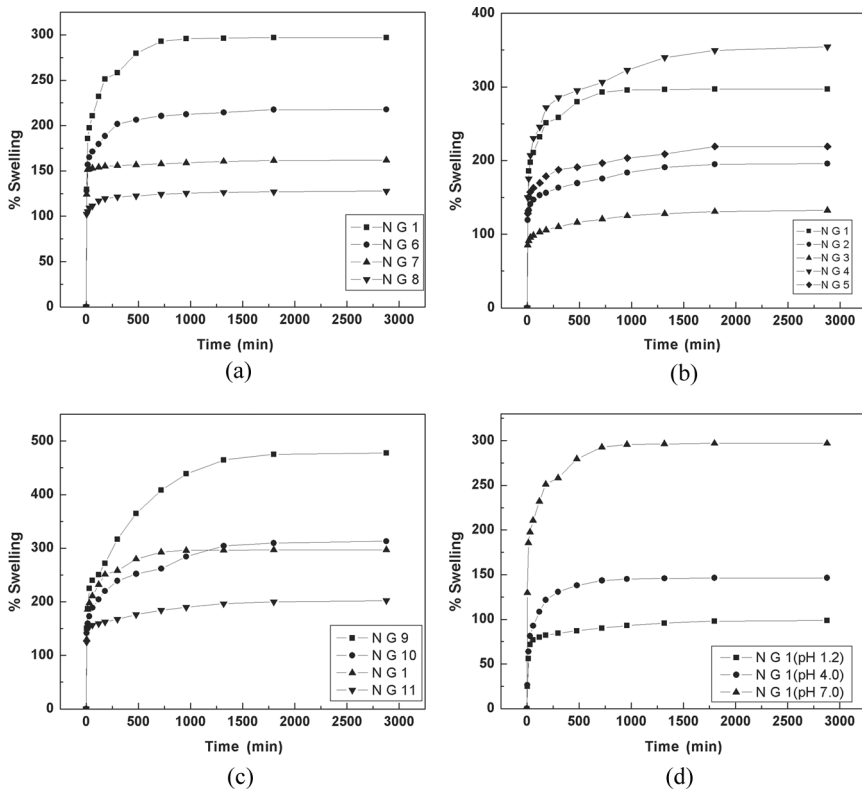 % Swelling
300
250
200
150
100
50
0
N G 1
N G 6
N G 7
N G 8
0 500 1000 1500 2000 2500 3000
Time (min)
(a)
% Swelling
400
300
200
100
0
N G 1
N G 2
N G 3
N G 4
N G 5
0 500 1000 1500 2000 2500 3000
Time (min)
(b)
% Swelling
500
400
300
200
100
0
N G 9
N G 10
N G 1
N G 11
0 500 1000 1500 2000 2500 3000
Time (min)
(c)
% Swelling
300
250
200
150
100
50
0
N G 1(pH 1.2)
N G 1(pH 4.0)
N G 1(pH 7.0)
0 500 1000 1500 2000 2500 3000
Time (min)
(d)